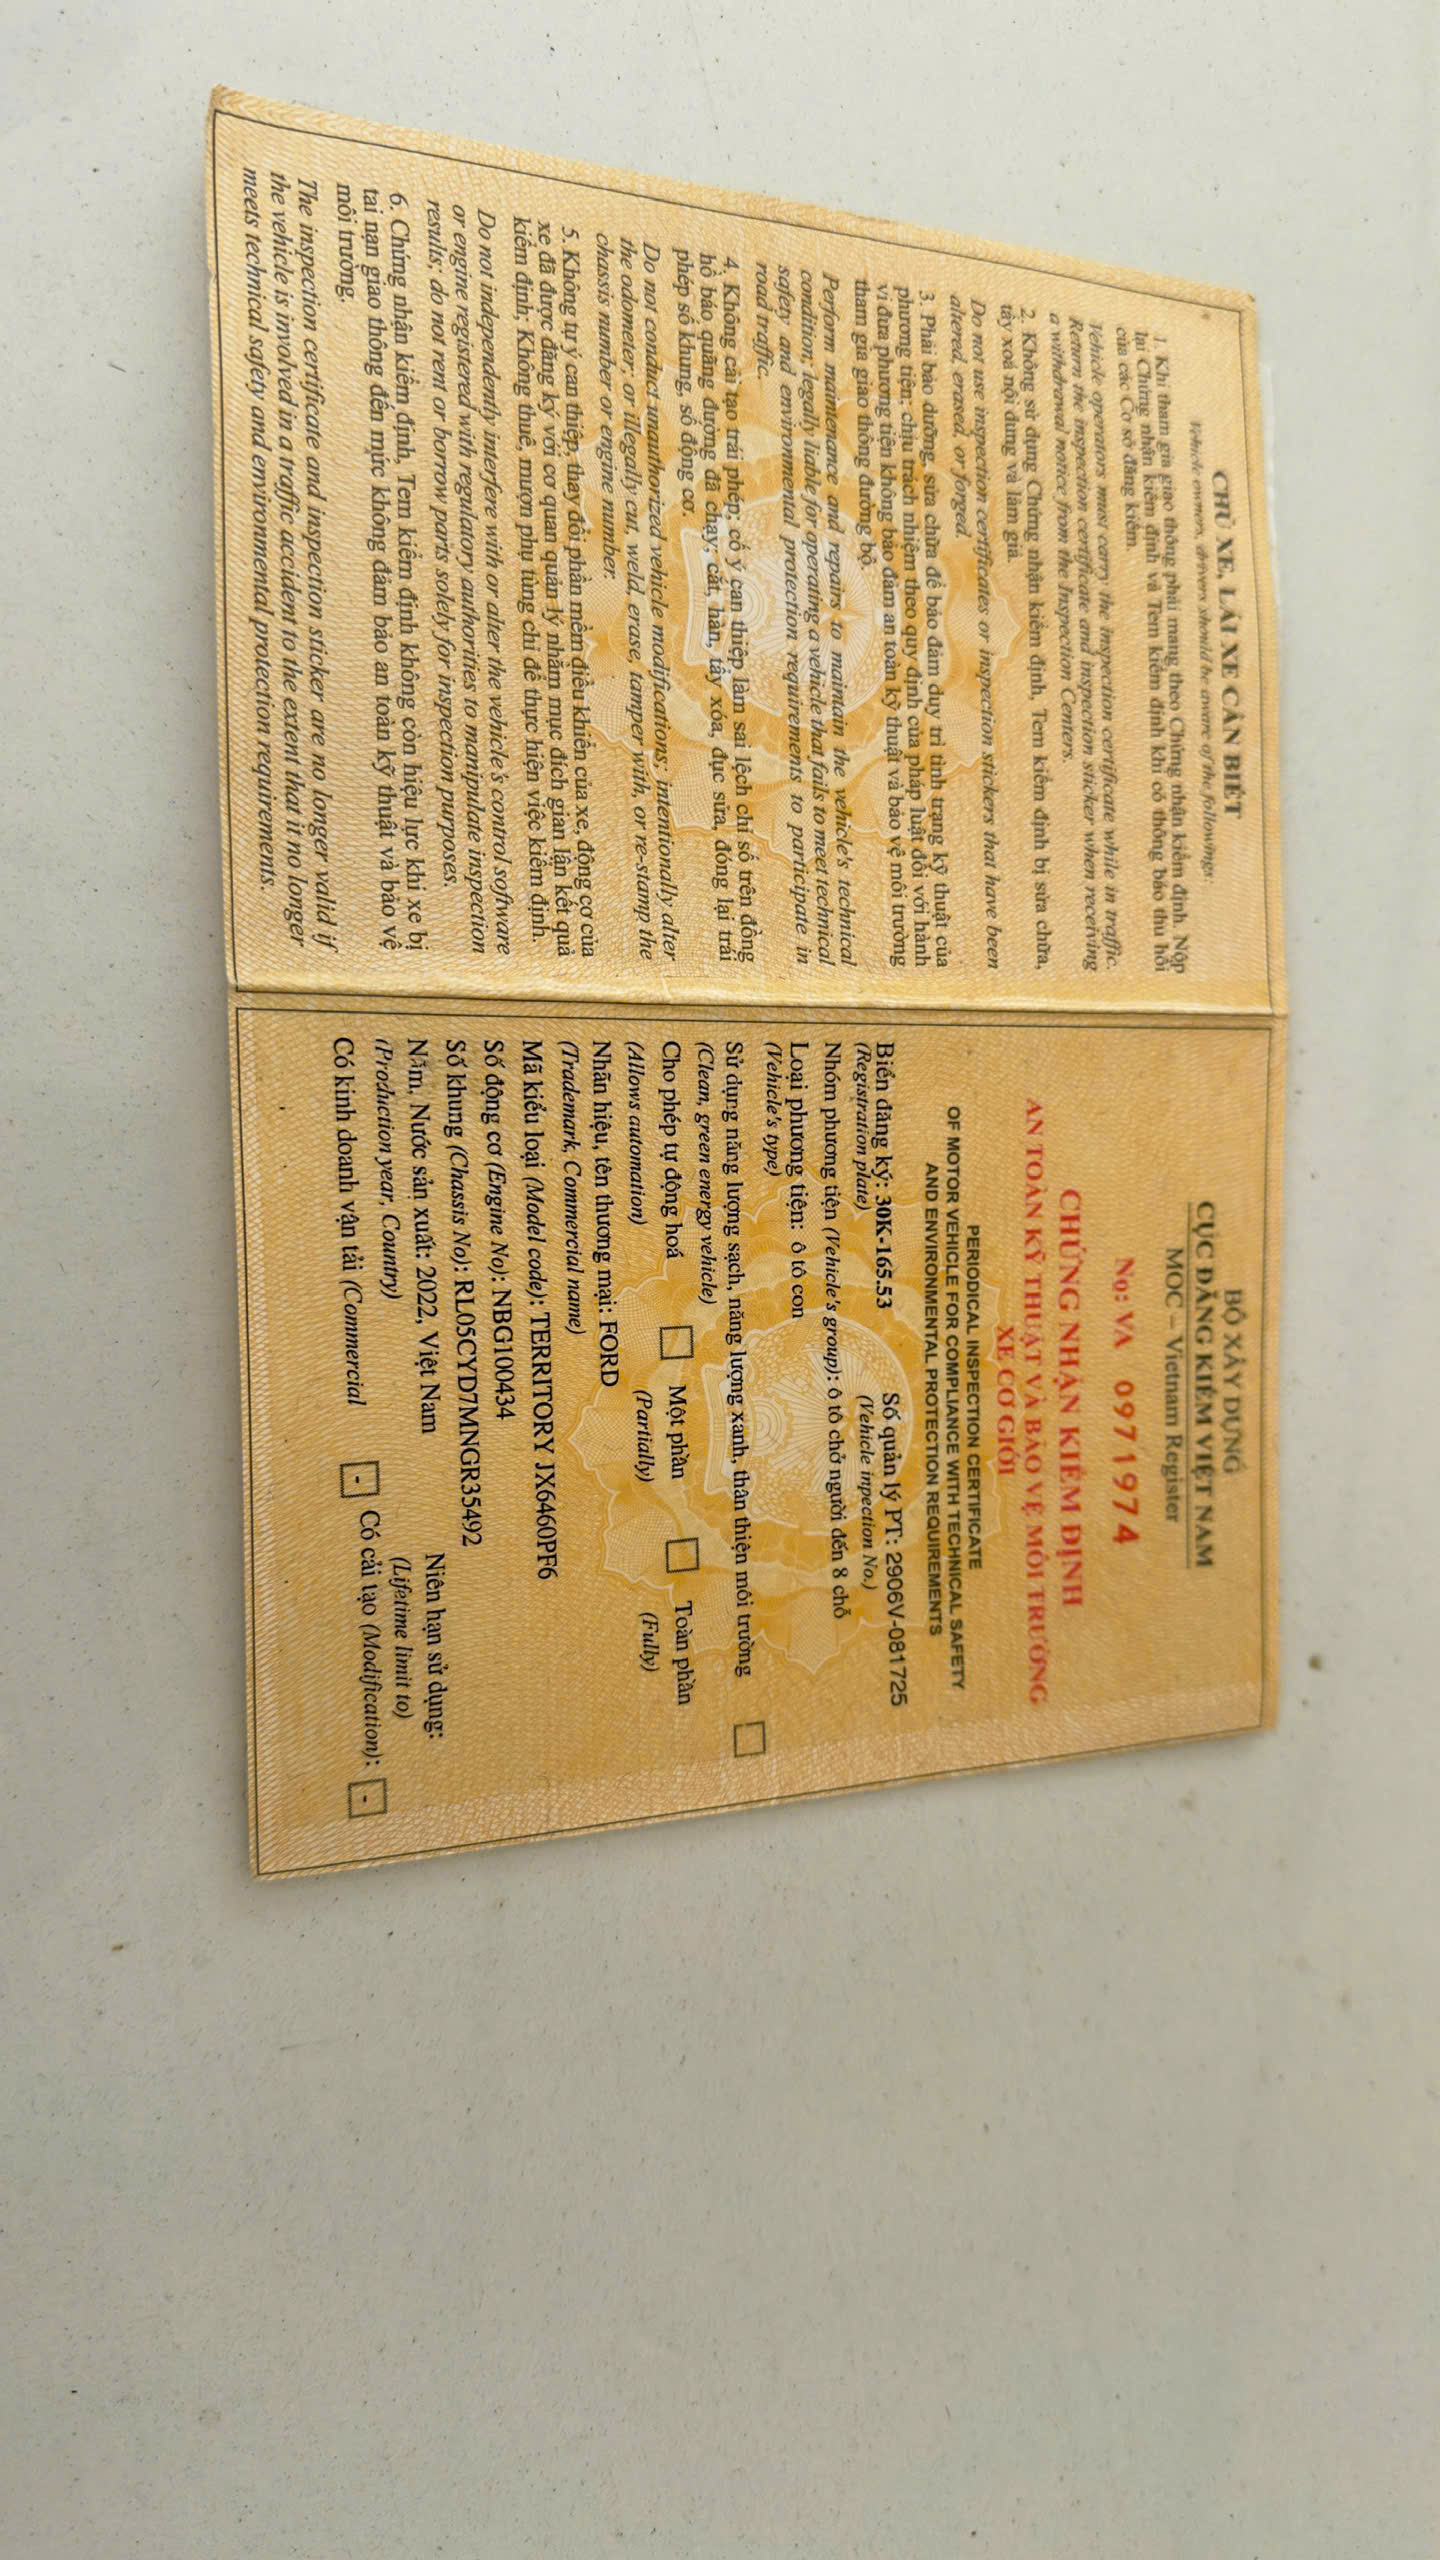 CHỦ XE, LÁI XE CẦN BIẾT
Vehicle owners, drivers should be aware of the followings:
1. Khi tham gia giao thông phải mang theo Chứng nhận kiểm định. Nộp
lại Chứng nhận kiểm định và Tem kiểm định khi có thông báo thu hồi
của các Cơ sở đăng kiểm.
Vehicle operators must carry the inspection certificate while in traffic.
Return the inspection certificate and inspection sticker when receiving
a withdrawal notice from the Inspection Centers.
2. Không sử dụng Chứng nhận kiểm định, Tem kiểm định bị sửa chữa,
tẩy xoá nội dung và làm giả.
Do not use inspection certificates or inspection stickers that have been
altered, erased, or forged.
3. Phải bảo dưỡng, sửa chữa để bảo đảm duy trì tình trạng kỹ thuật của
phương tiện; chịu trách nhiệm theo quy định của pháp luật đối với hành
vi đưa phương tiện không bảo đảm an toàn kỹ thuật và bảo vệ môi trường
tham gia giao thông đường bộ.
Perform maintenance and repairs to maintain the vehicle's technical
condition; legally liable for operating a vehicle that fails to meet technical
safety and environmental protection requirements to participate in
road traffic.
4. Không cải tạo trái phép; cố ý can thiệp làm sai lệch chỉ số trên đồng
hồ báo quãng đường đã chạy; cắt, hàn, tẩy xóa, đục sửa, đóng lại trái
phép số khung, số động cơ.
Do not conduct unauthorized vehicle modifications; intentionally alter
the odometer; or illegally cut, weld, erase, tamper with, or re-stamp the
chassis number or engine number.
5. Không tự ý can thiệp, thay đổi phần mềm điều khiển của xe, động cơ của
xe đã được đăng ký với cơ quan quản lý nhằm mục đích gian lận kết quả
kiểm định; Không thuê, mượn phụ tùng chỉ để thực hiện việc kiểm định.
Do not independently interfere with or alter the vehicle's control software
or engine registered with regulatory authorities to manipulate inspection
results; do not rent or borrow parts solely for inspection purposes.
6. Chứng nhận kiểm định, Tem kiểm định không còn hiệu lực khi xe bị
tai nạn giao thông đến mức không đảm bảo an toàn kỹ thuật và bảo vệ
môi trường.
The inspection certificate and inspection sticker are no longer valid if
the vehicle is involved in a traffic accident to the extent that it no longer
meets technical safety and environmental protection requirements.
BỘ XÂY DỰNG
CỤC ĐĂNG KIỂM VIỆT NAM
MOC – Vietnam Register
No: VA 0971974
CHỨNG NHẬN KIỂM ĐỊNH
AN TOÀN KỸ THUẬT VÀ BẢO VỆ MÔI TRƯỜNG
XE CƠ GIỚI
PERIODICAL INSPECTION CERTIFICATE
OF MOTOR VEHICLE FOR COMPLIANCE WITH TECHNICAL SAFETY
AND ENVIRONMENTAL PROTECTION REQUIREMENTS
Biển đăng ký: 30K-165.53 Số quản lý PT: 2906V-081725
(Registration plate) (Vehicle inpection No.)
Nhóm phương tiện (Vehicle's group): ô tô chở người đến 8 chỗ
Loại phương tiện: ô tô con
(Vehicle's type)
Sử dụng năng lượng sạch, năng lượng xanh, thân thiện môi trường
(Clean, green energy vehicle)
Cho phép tự động hoá Một phần Toàn phần
(Allows automation) (Partially) (Fully)
Nhãn hiệu, tên thương mại: FORD
(Trademark, Commercial name)
Mã kiểu loại (Model code): TERRITORY JX6460PF6
Số động cơ (Engine No): NBG100434
Số khung (Chassis No): RL05CYD7MNGR35492
Năm, Nước sản xuất: 2022, Việt Nam Niên hạn sử dụng:
(Production year, Country) (Lifetime limit to)
Có kinh doanh vận tải (Commercial - Có cải tạo (Modification): -